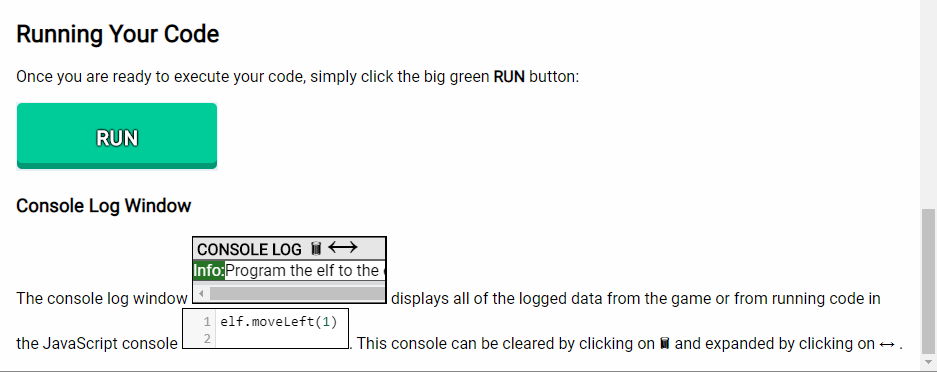 Running Your Code
Once you are ready to execute your code, simply click the big green RUN button:
RUN
Console Log Window
CONSOLE LOG
Info:Program the elf to the
The console log window displays all of the logged data from the game or from running code in
1 elf.moveLeft(1)
2
the JavaScript console . This console can be cleared by clicking on and expanded by clicking on ↔ .